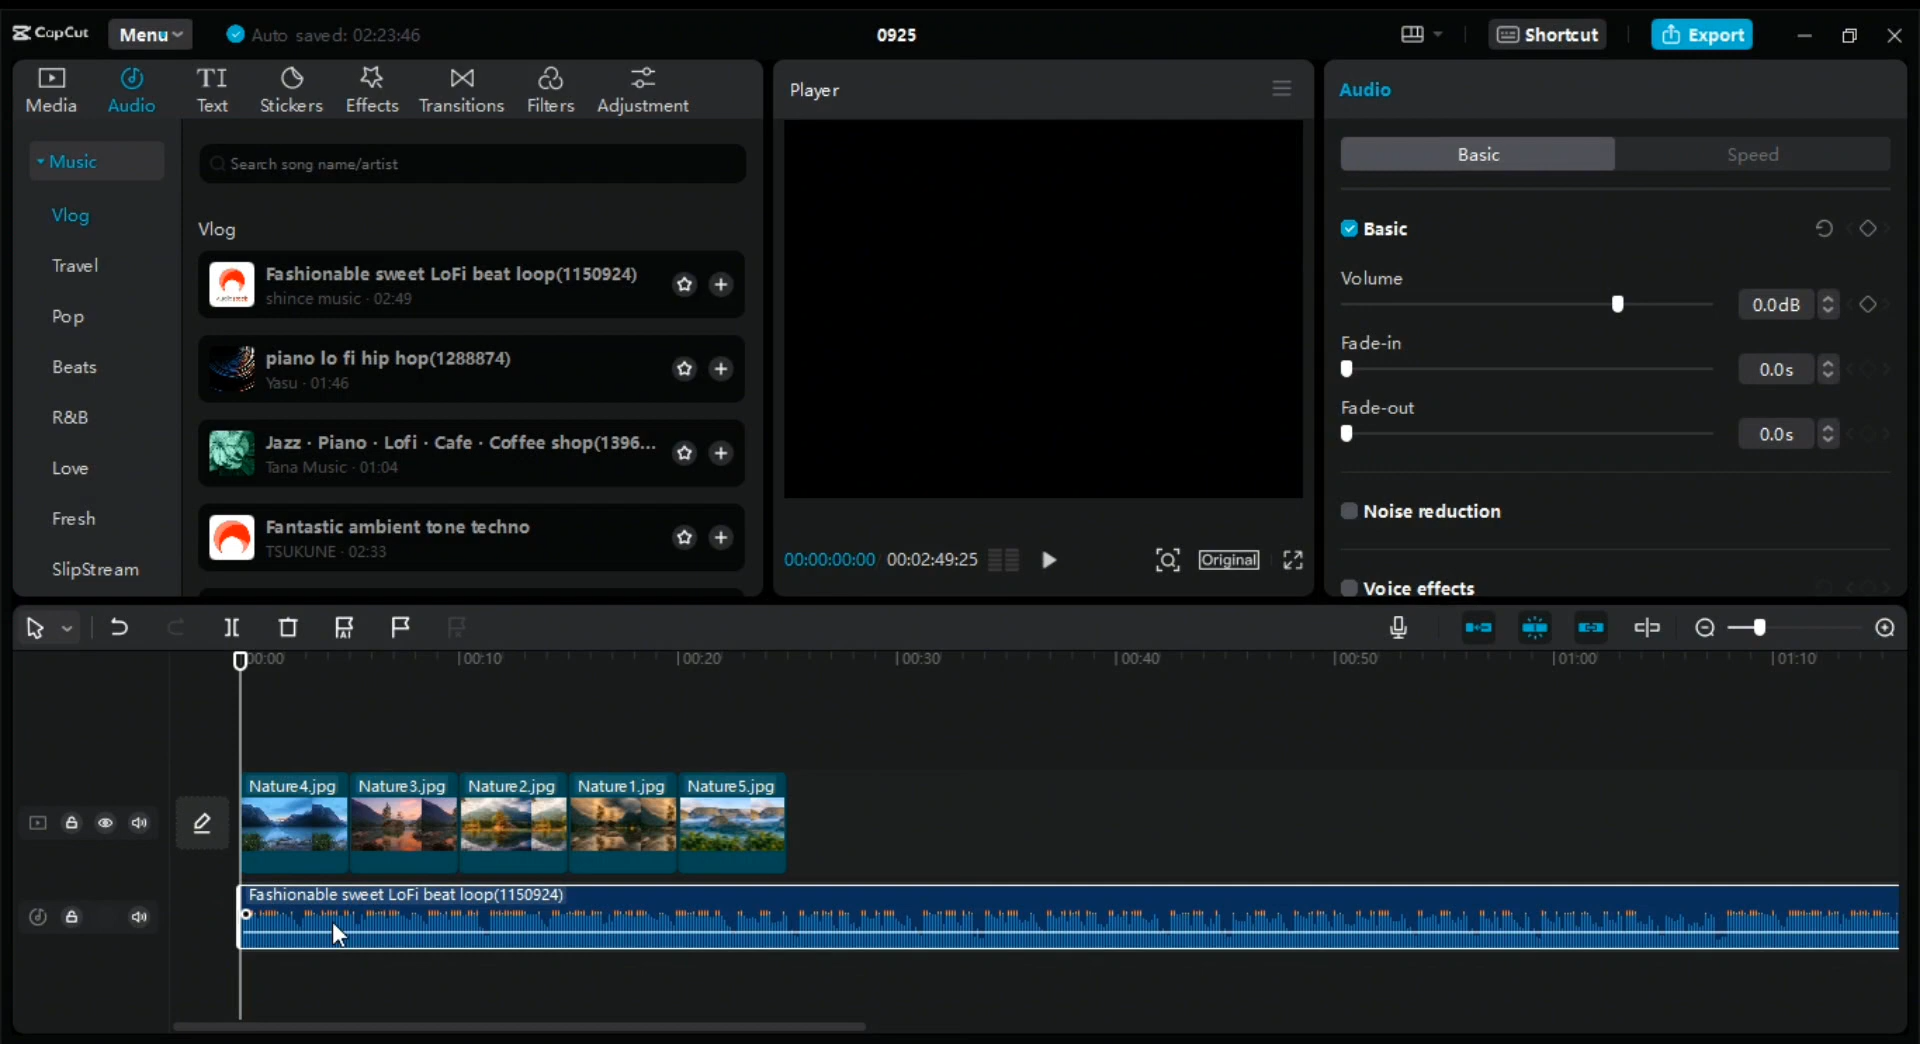 CapCut Menu Auto saved: 02:23:46 0925 Shortcut Export
Media Audio TI Text Stickers Effects Transitions Filters Adjustment
Music
Vlog
Travel
Pop
Beats
R&B
Love
Fresh
SlipStream
Search song name/artist
Vlog
Fashionable sweet LoFi beat loop(1150924)
shince music · 02:49
piano lo fi hip hop(1288874)
Yasu · 01:46
Jazz · Piano · Lofi · Cafe · Coffee shop(1396...
Tana Music · 01:04
Fantastic ambient tone techno
TSUKUNE · 02:33
Player
00:00:00:00 00:02:49:25 Original
Audio
Basic Speed
Basic
Volume
0.0dB
Fade-in
0.0s
Fade-out
0.0s
Noise reduction
Voice effects
AI
00:00 00:10 00:20 00:30 00:40 00:50 01:00 01:10
Nature4.jpg Nature3.jpg Nature2.jpg Nature1.jpg Nature5.jpg
Fashionable sweet LoFi beat loop(1150924)